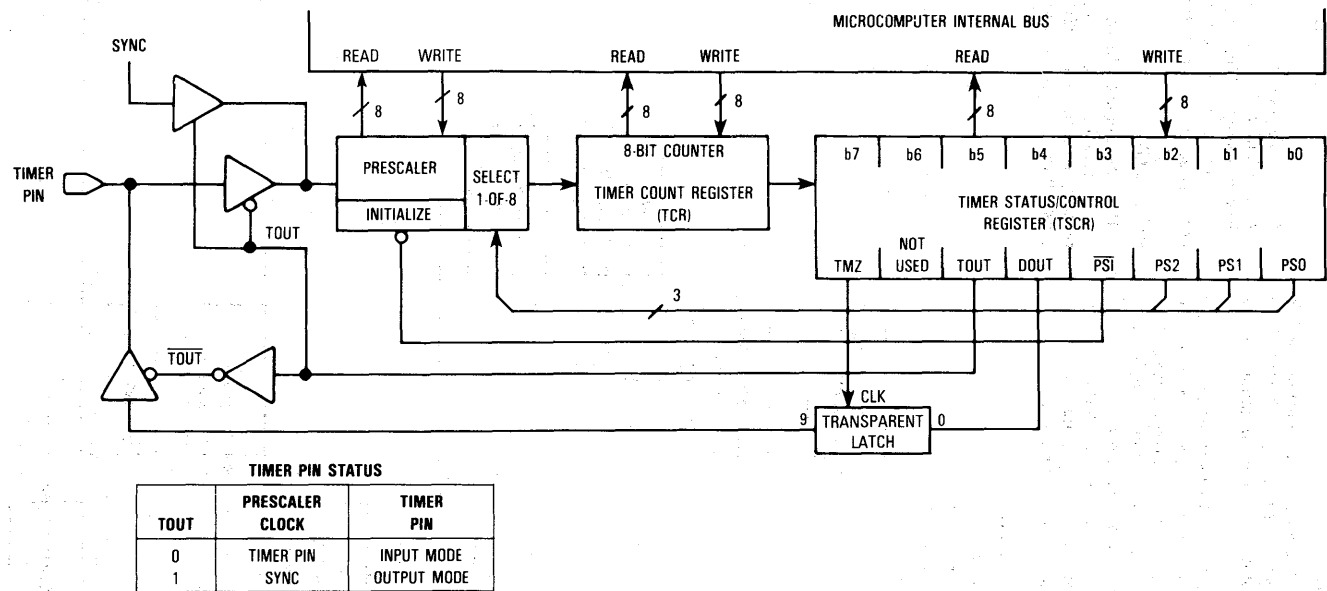 MICROCOMPUTER INTERNAL BUS
SYNC
READ WRITE READ WRITE READ WRITE
8 8 8 8 8 8
TIMER PIN
PRESCALER
INITIALIZE
SELECT 1-OF-8
8-BIT COUNTER
TIMER COUNT REGISTER
(TCR)
b7 b6 b5 b4 b3 b2 b1 b0
TIMER STATUS/CONTROL
REGISTER (TSCR)
TMZ NOT USED TOUT DOUT P̅S̅I̅ PS2 PS1 PS0
TOUT
3
T̅O̅U̅T̅
CLK
9 TRANSPARENT LATCH 0
TIMER PIN STATUS
TOUT PRESCALER CLOCK TIMER PIN
0 TIMER PIN INPUT MODE
1 SYNC OUTPUT MODE